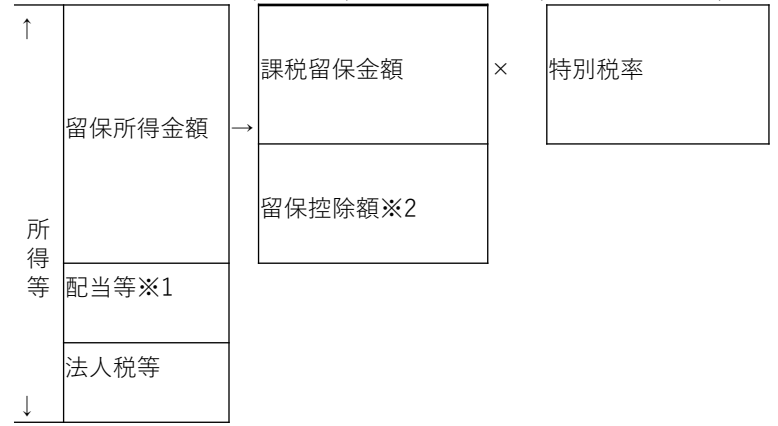 ↑
課税留保金額 × 特別税率
留保所得金額 →
留保控除額※2
所得等
配当等※1
法人税等
↓